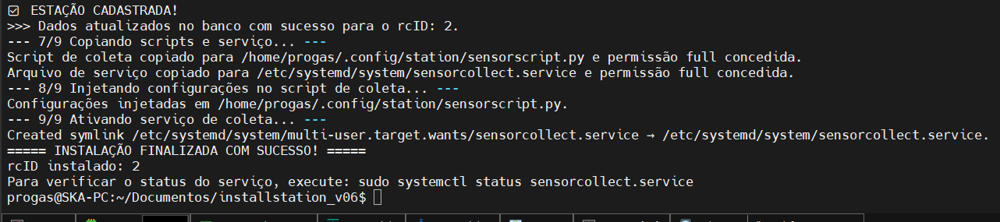 ☑ ESTAÇÃO CADASTRADA!
>>> Dados atualizados no banco com sucesso para o rcID: 2.
--- 7/9 Copiando scripts e serviço... ---
Script de coleta copiado para /home/progas/.config/station/sensorscript.py e permissão full concedida.
Arquivo de serviço copiado para /etc/systemd/system/sensorcollect.service e permissão full concedida.
--- 8/9 Injetando configurações no script de coleta... ---
Configurações injetadas em /home/progas/.config/station/sensorscript.py.
--- 9/9 Ativando serviço de coleta... ---
Created symlink /etc/systemd/system/multi-user.target.wants/sensorcollect.service → /etc/systemd/system/sensorcollect.service.
===== INSTALAÇÃO FINALIZADA COM SUCESSO! =====
rcID instalado: 2
Para verificar o status do serviço, execute: sudo systemctl status sensorcollect.service
progas@SKA-PC:~/Documentos/installstation_v06$